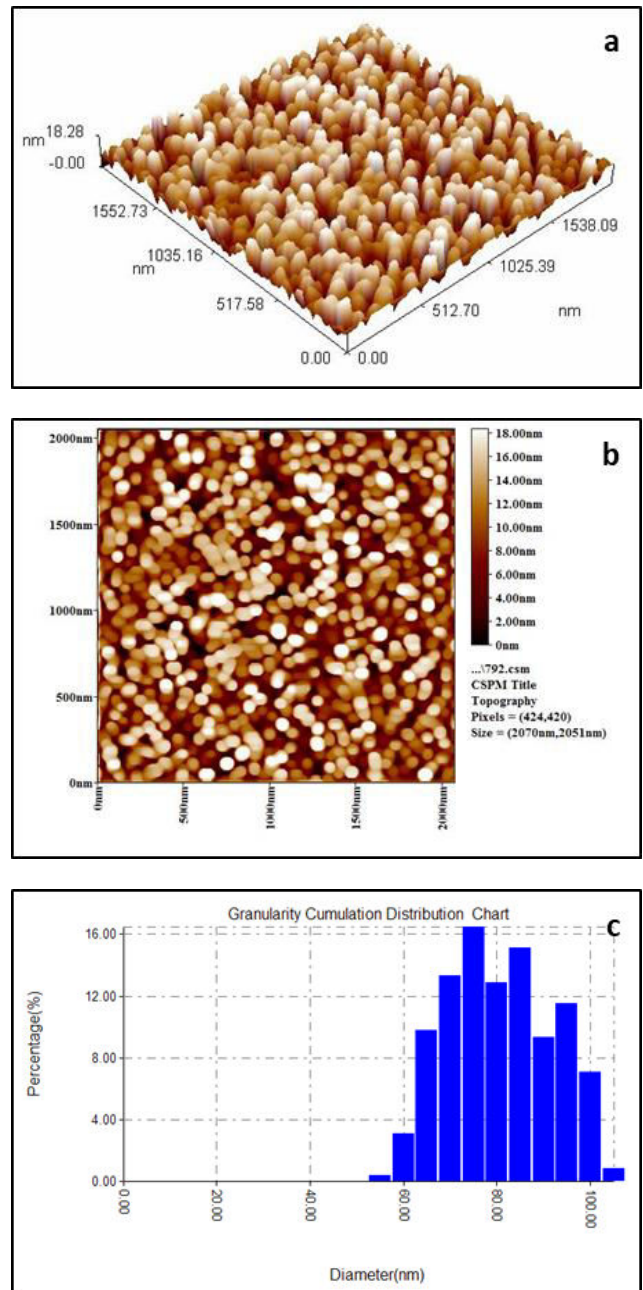 a
nm 18.28
-0.00
1552.73
1035.16
nm
517.58
0.00
0.00
512.70
1025.39
nm
1538.09
b
2000nm
1500nm
1000nm
500nm
0nm
0nm
500nm
1000nm
1500nm
2000nm
18.00nm
16.00nm
14.00nm
12.00nm
10.00nm
8.00nm
6.00nm
4.00nm
2.00nm
0nm
...\792.csm
CSPM Title
Topography
Pixels = (424,420)
Size = (2070nm,2051nm)
c
Granularity Cumulation Distribution Chart
Percentage(%)
16.00
12.00
8.00
4.00
0.00
0.00
20.00
40.00
60.00
80.00
100.00
Diameter(nm)